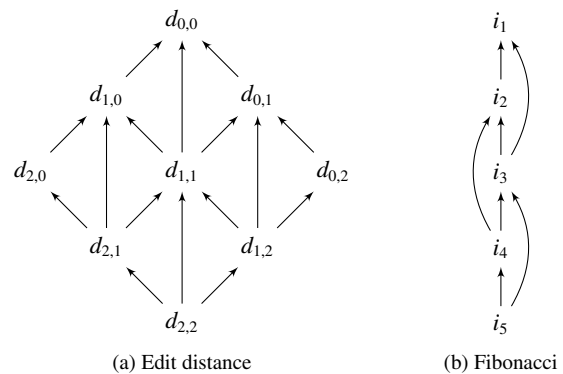 d0,0 i1
d1,0 d0,1 i2
d2,0 d1,1 d0,2 i3
d2,1 d1,2 i4
d2,2 i5
(a) Edit distance (b) Fibonacci